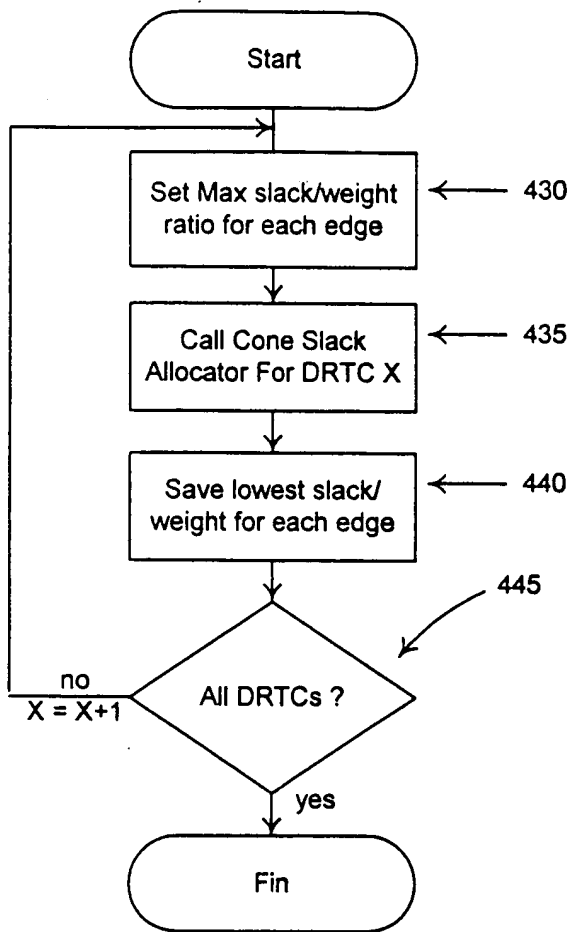 Start
Set Max slack/weight
ratio for each edge
430
Call Cone Slack
Allocator For DRTC X
435
Save lowest slack/
weight for each edge
440
445
All DRTCs ?
no
X = X+1
yes
Fin